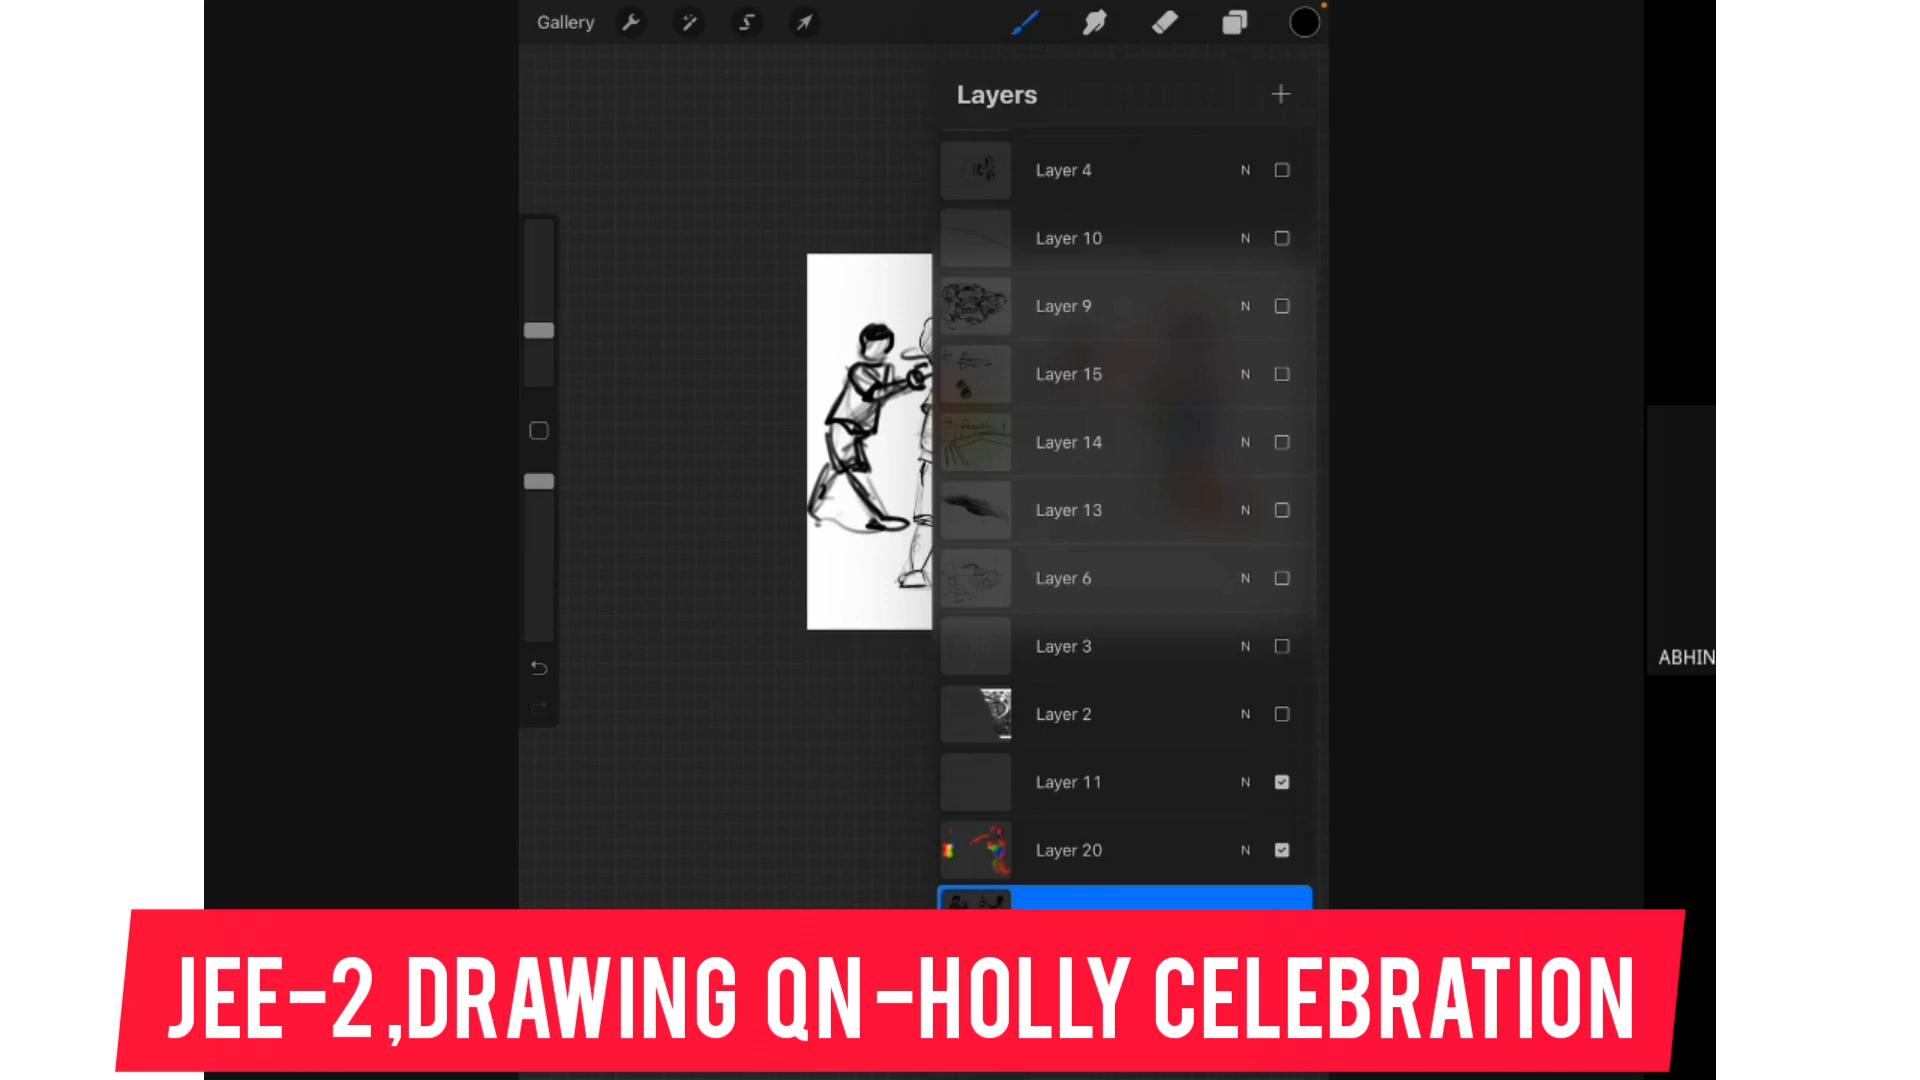 Gallery
Layers
Layer 4 N
Layer 10 N
Layer 9 N
Layer 15 N
Layer 14 N
Layer 13 N
Layer 6 N
Layer 3 N
Layer 2 N
Layer 11 N
Layer 20 N
ABHIN
JEE-2,DRAWING QN-HOLLY CELEBRATION